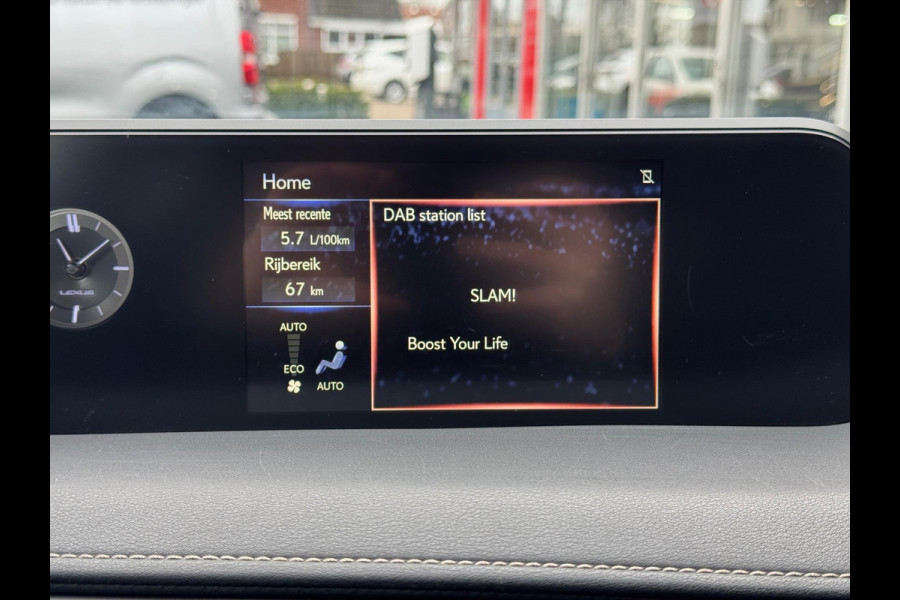 Home
Meest recente
5.7 L/100km
Rijbereik
67 km
AUTO
ECO
AUTO
DAB station list
SLAM!
Boost Your Life
LEXUS